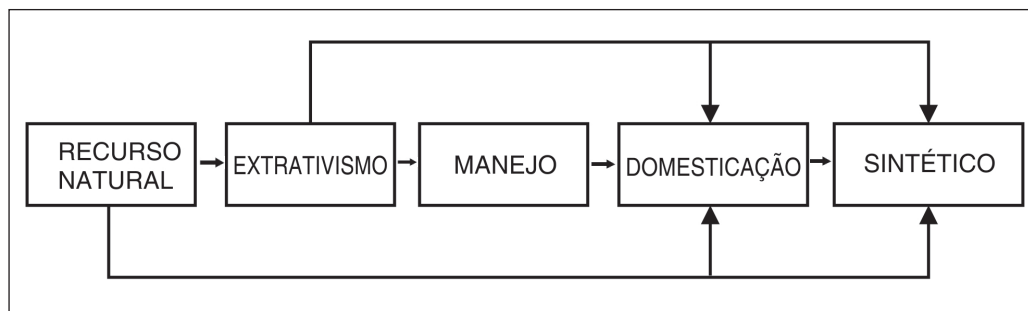 RECURSO
NATURAL
EXTRATIVISMO
MANEJO
DOMESTICAÇÃO
SINTÉTICO